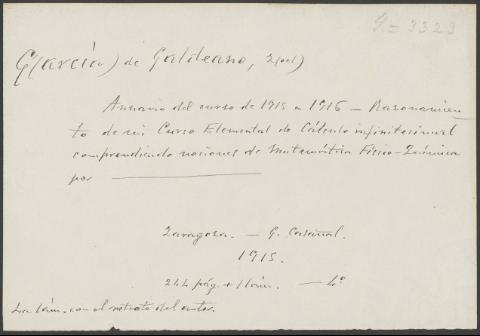 G.=3323
G(arcía) de Galdeano, Z(oel)
Anuario del curso de 1915 a 1916 — Razonamien-
to de un Curso Elemental de Cálculo infinitesimal
comprendiendo nociones de Matemática Físico-Química
por
Zaragoza. — G. Casañal.
1915.
244 pág. + 1 lám. — 4º
La lám. con el retrato del autor.